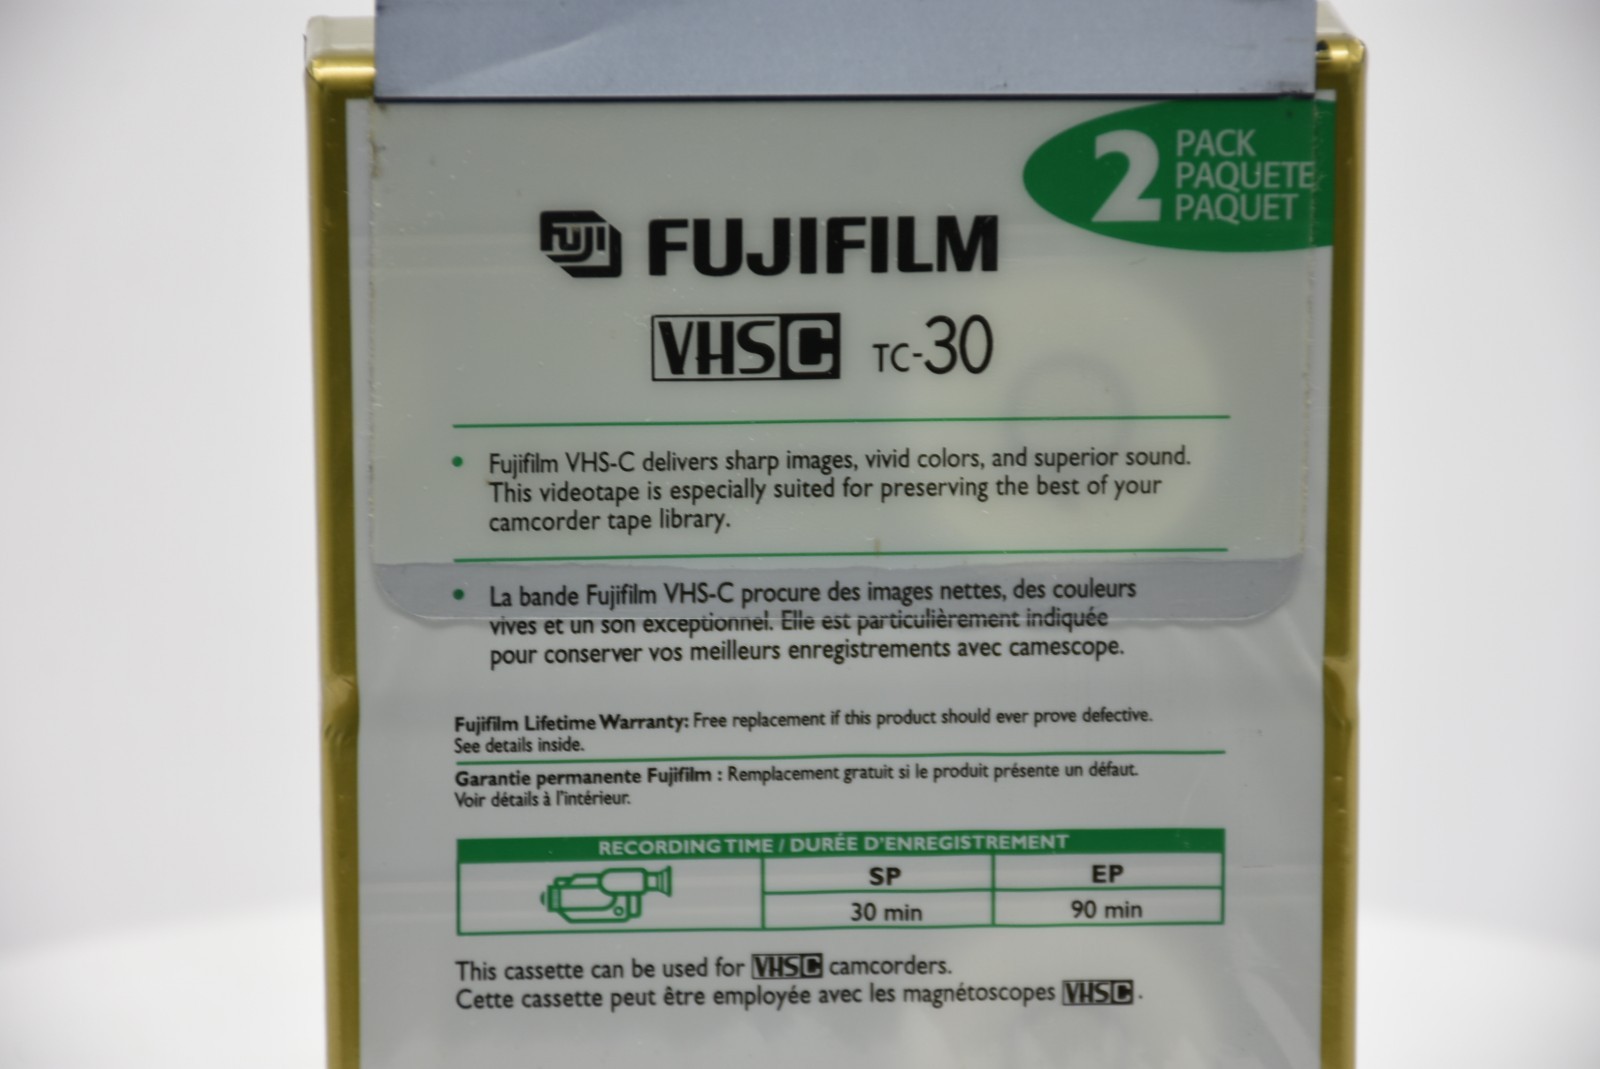 2 PACK
PAQUETE
PAQUET
FUJI FUJIFILM
VHS C TC-30
• Fujifilm VHS-C delivers sharp images, vivid colors, and superior sound.
This videotape is especially suited for preserving the best of your
camcorder tape library.
• La bande Fujifilm VHS-C procure des images nettes, des couleurs
vives et un son exceptionnel. Elle est particulièrement indiquée
pour conserver vos meilleurs enregistrements avec camescope.
Fujifilm Lifetime Warranty: Free replacement if this product should ever prove defective.
See details inside.
Garantie permanente Fujifilm : Remplacement gratuit si le produit présente un défaut.
Voir détails à l'intérieur.
RECORDING TIME / DURÉE D'ENREGISTREMENT
SP EP
30 min 90 min
This cassette can be used for VHS C camcorders.
Cette cassette peut être employée avec les magnétoscopes VHS C.